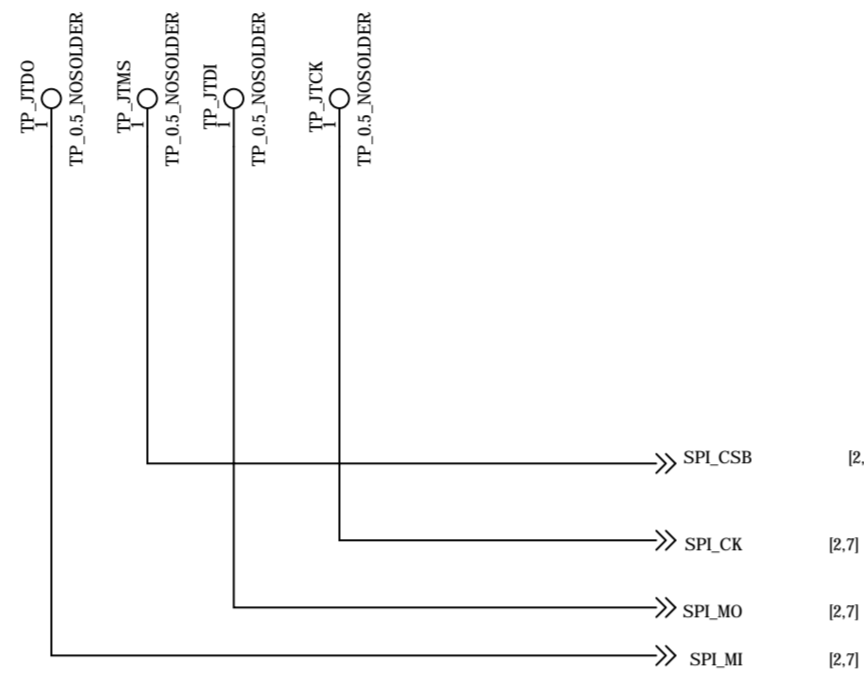 TP_JTDO
1
TP_0.5_NOSOLDER
TP_JTMS
1
TP_0.5_NOSOLDER
TP_JTDI
1
TP_0.5_NOSOLDER
TP_JTCK
1
TP_0.5_NOSOLDER
SPI_CSB [2,
SPI_CK [2,7]
SPI_MO [2,7]
SPI_MI [2,7]